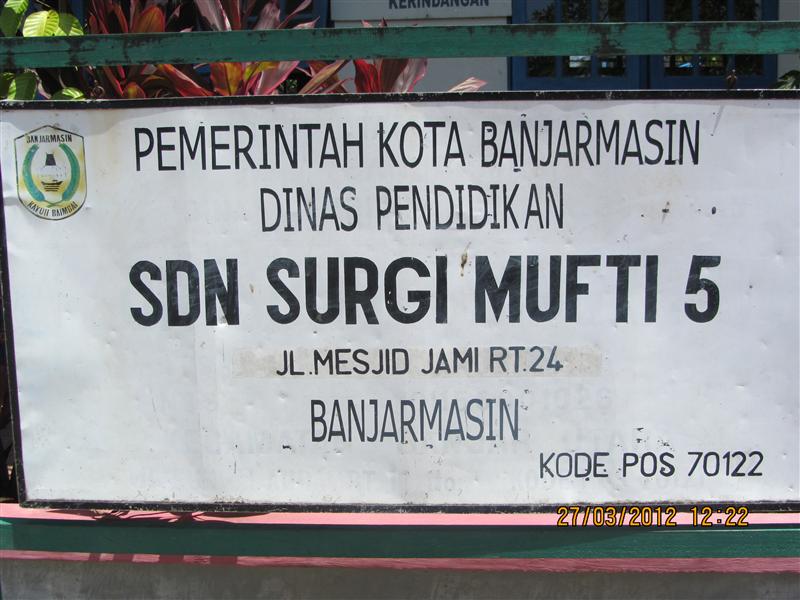 KERINDANGAN
BANJARMASIN
KAYUH BAIMBAI
PEMERINTAH KOTA BANJARMASIN
DINAS PENDIDIKAN
SDN SURGI MUFTI 5
JL.MESJID JAMI RT.24
BANJARMASIN
KODE POS 70122
27/03/2012 12:22